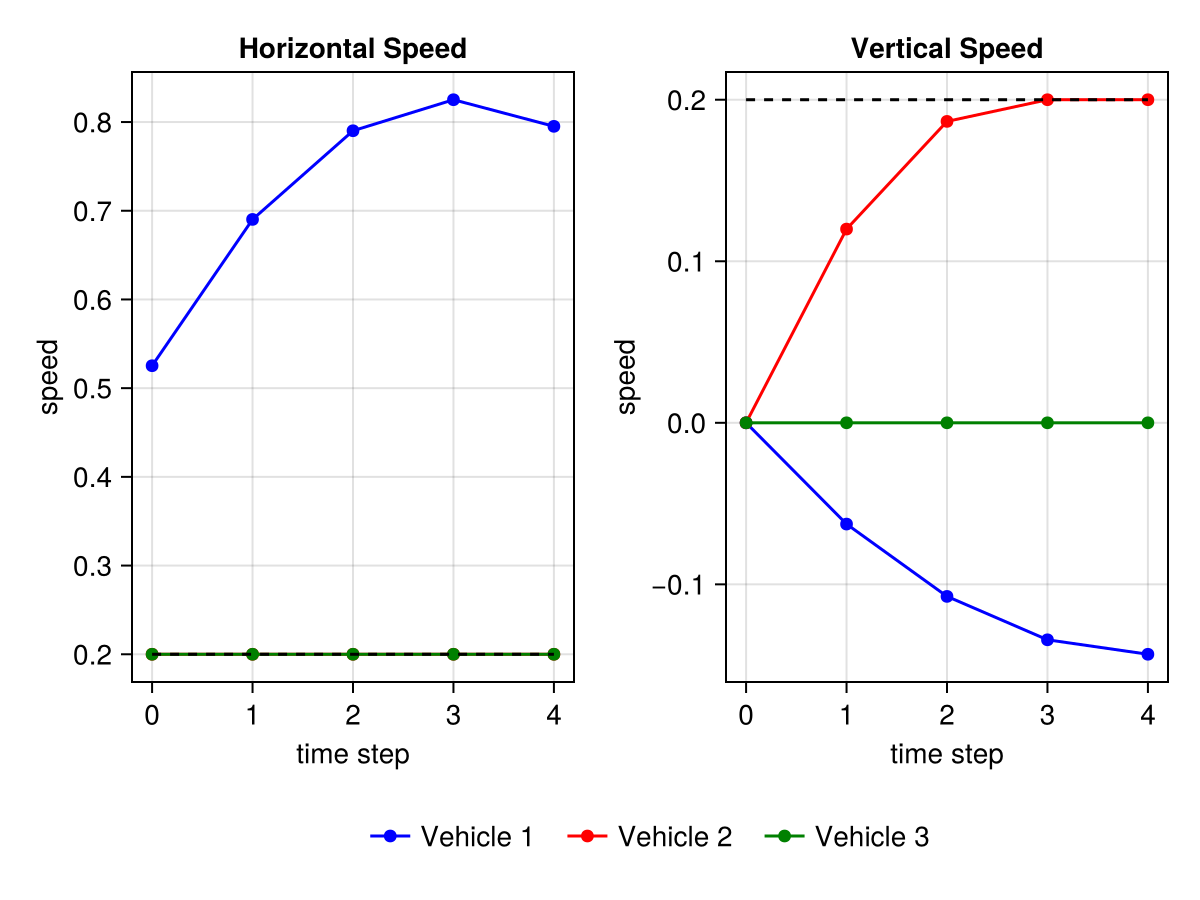 Horizontal Speed
speed
0.8
0.7
0.6
0.5
0.4
0.3
0.2
0 1 2 3 4
time step
Vertical Speed
speed
0.2
0.1
0.0
−0.1
0 1 2 3 4
time step
Vehicle 1 Vehicle 2 Vehicle 3